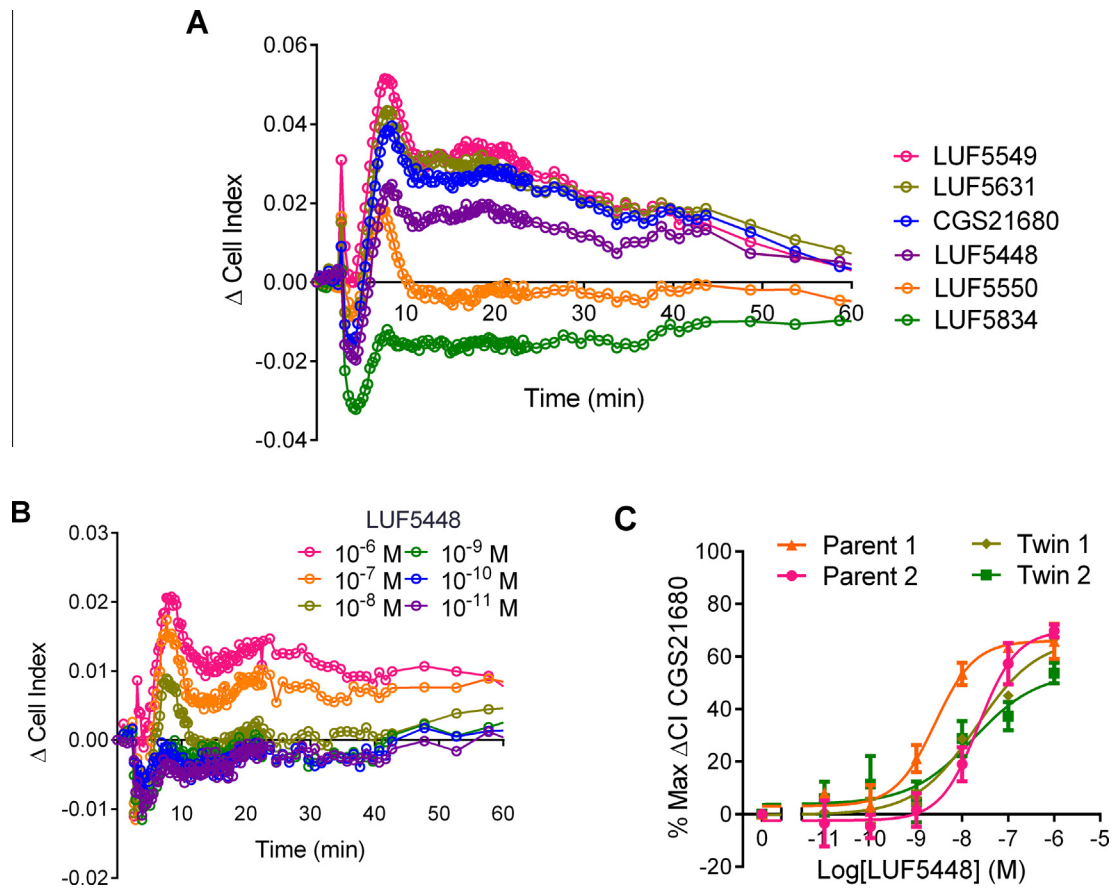 A
0.06
0.04
0.02
0.00
-0.02
-0.04
Δ Cell Index
10 20 30 40 50 60
Time (min)
LUF5549
LUF5631
CGS21680
LUF5448
LUF5550
LUF5834
B
LUF5448
0.03
0.02
0.01
0.00
-0.01
-0.02
Δ Cell Index
10⁻⁶ M 10⁻⁹ M
10⁻⁷ M 10⁻¹⁰ M
10⁻⁸ M 10⁻¹¹ M
10 20 30 40 50 60
Time (min)
C
100
80
60
40
20
0
-20
% Max ΔCI CGS21680
Parent 1 Twin 1
Parent 2 Twin 2
0 -11 -10 -9 -8 -7 -6 -5
Log[LUF5448] (M)